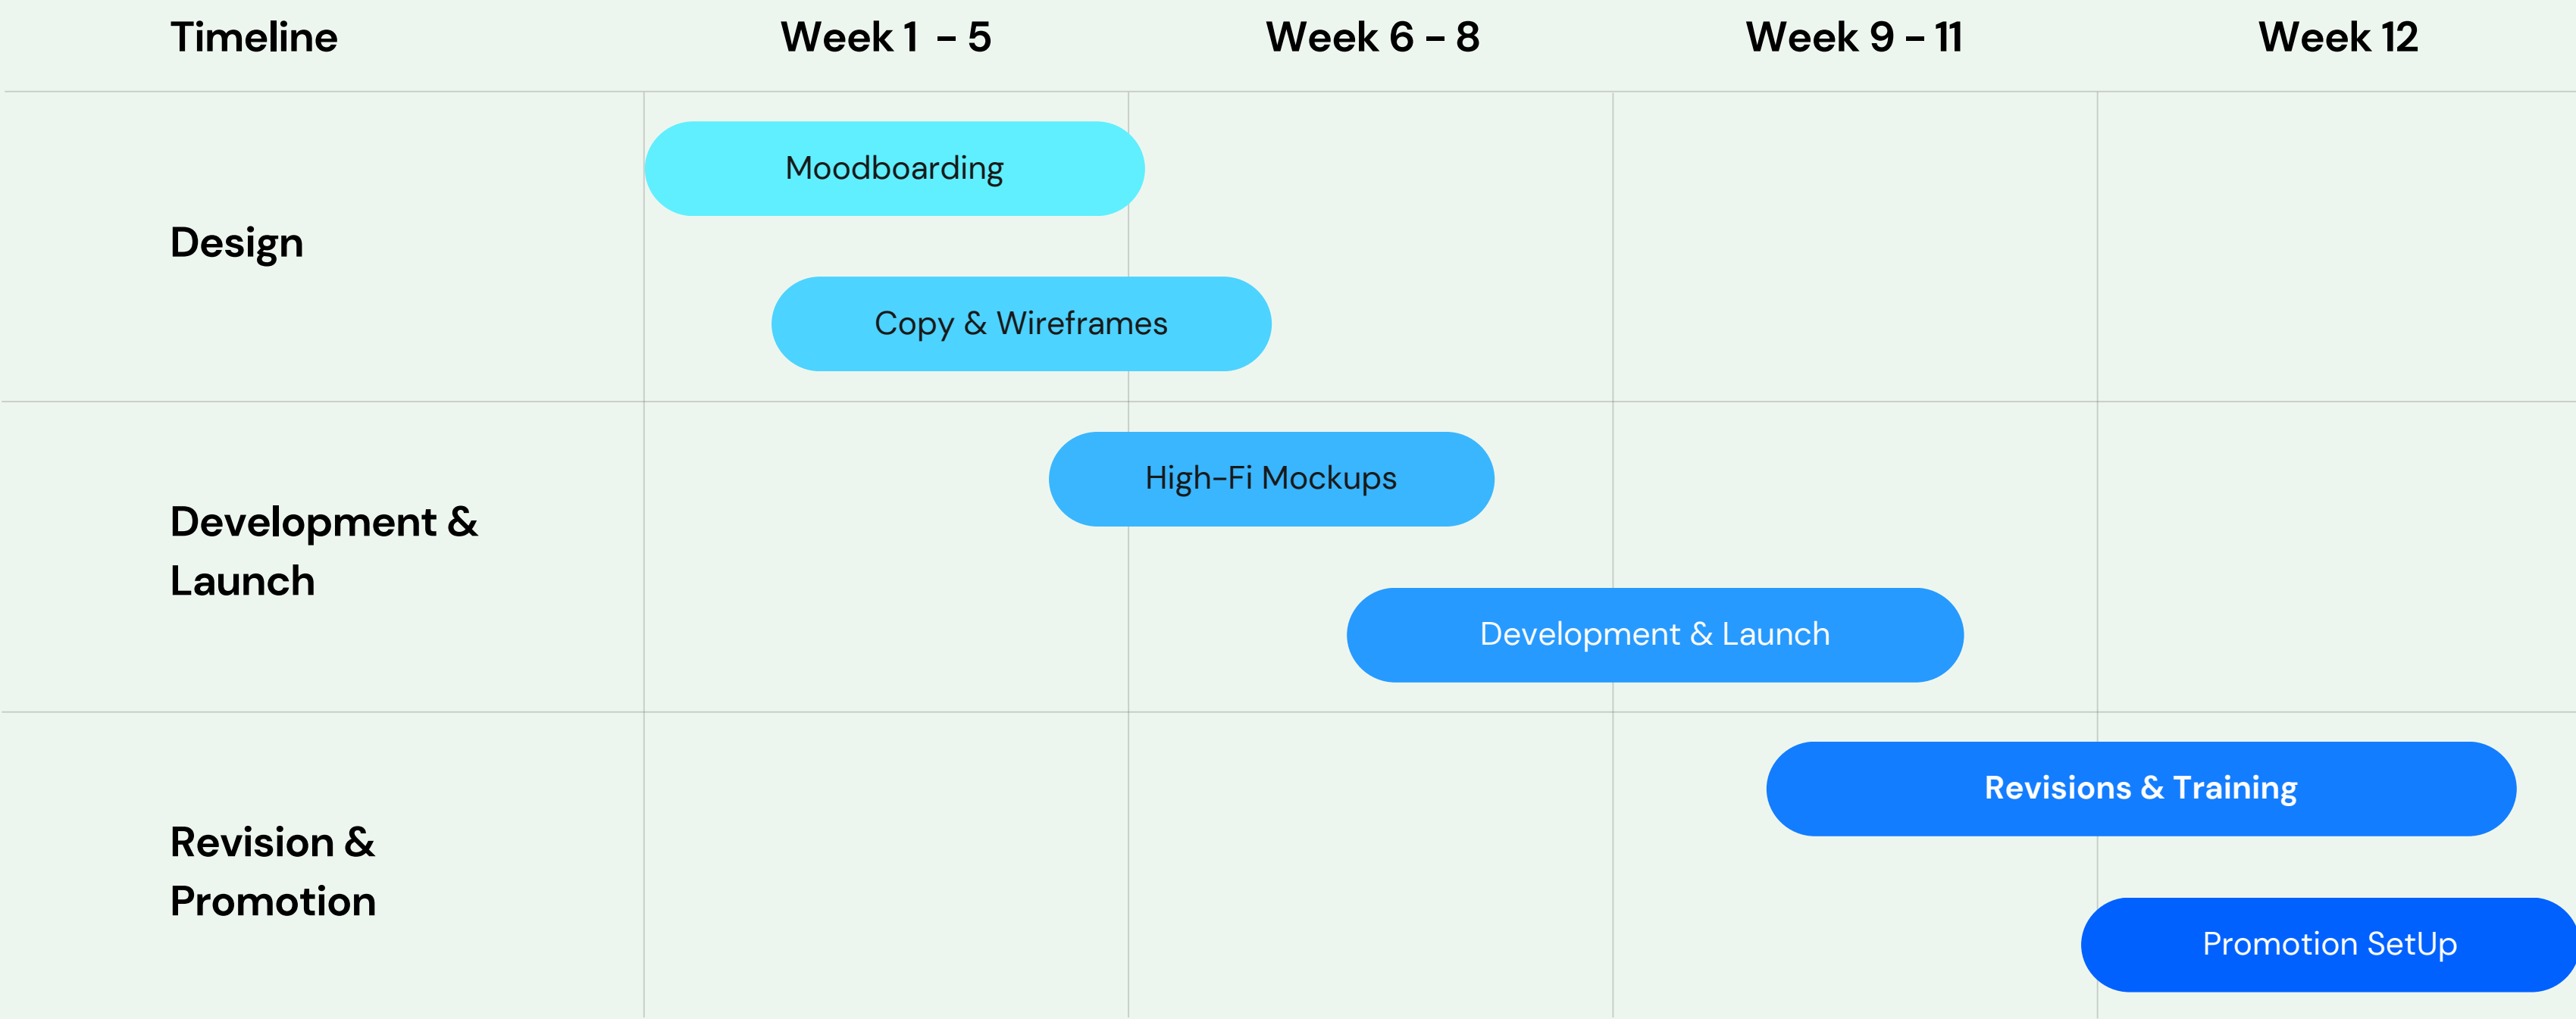 Timeline
Week 1 - 5
Week 6 - 8
Week 9 - 11
Week 12
Design
Moodboarding
Copy & Wireframes
Development &
Launch
High-Fi Mockups
Development & Launch
Revision &
Promotion
Revisions & Training
Promotion SetUp